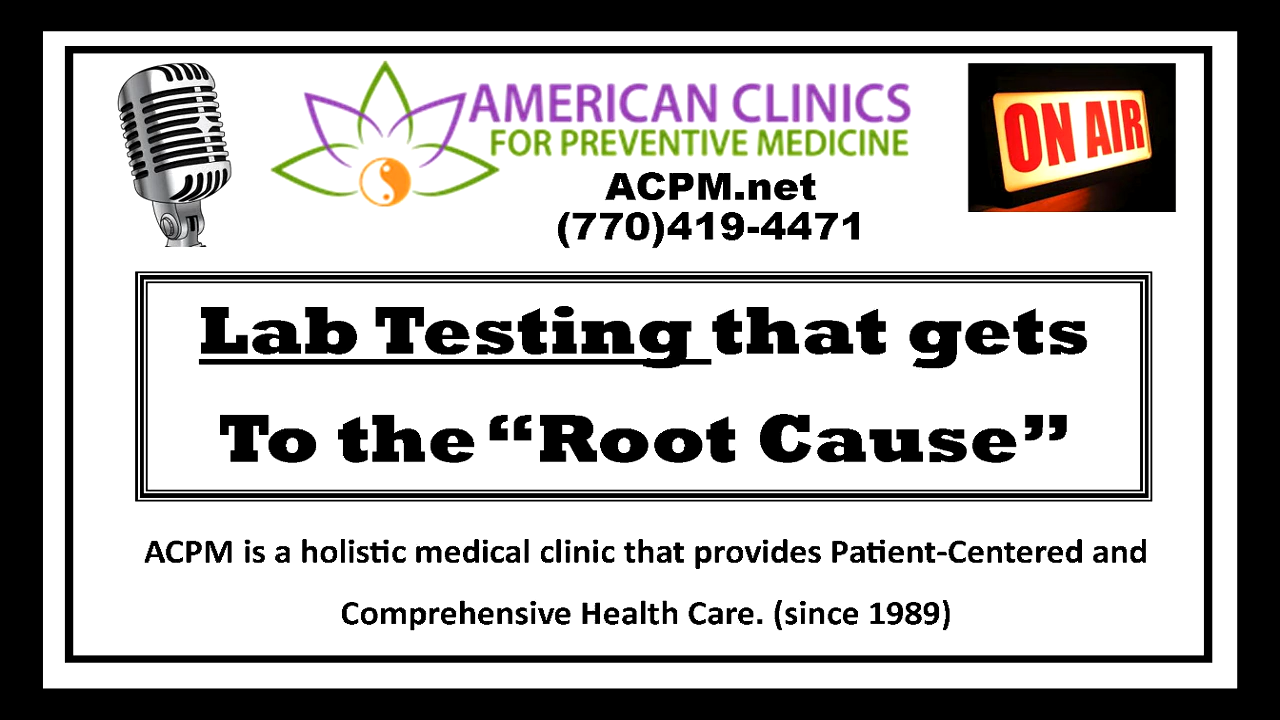 AMERICAN CLINICS
FOR PREVENTIVE MEDICINE
ACPM.net
(770)419-4471
ON AIR
Lab Testing that gets
To the “Root Cause”
ACPM is a holistic medical clinic that provides Patient-Centered and
Comprehensive Health Care. (since 1989)